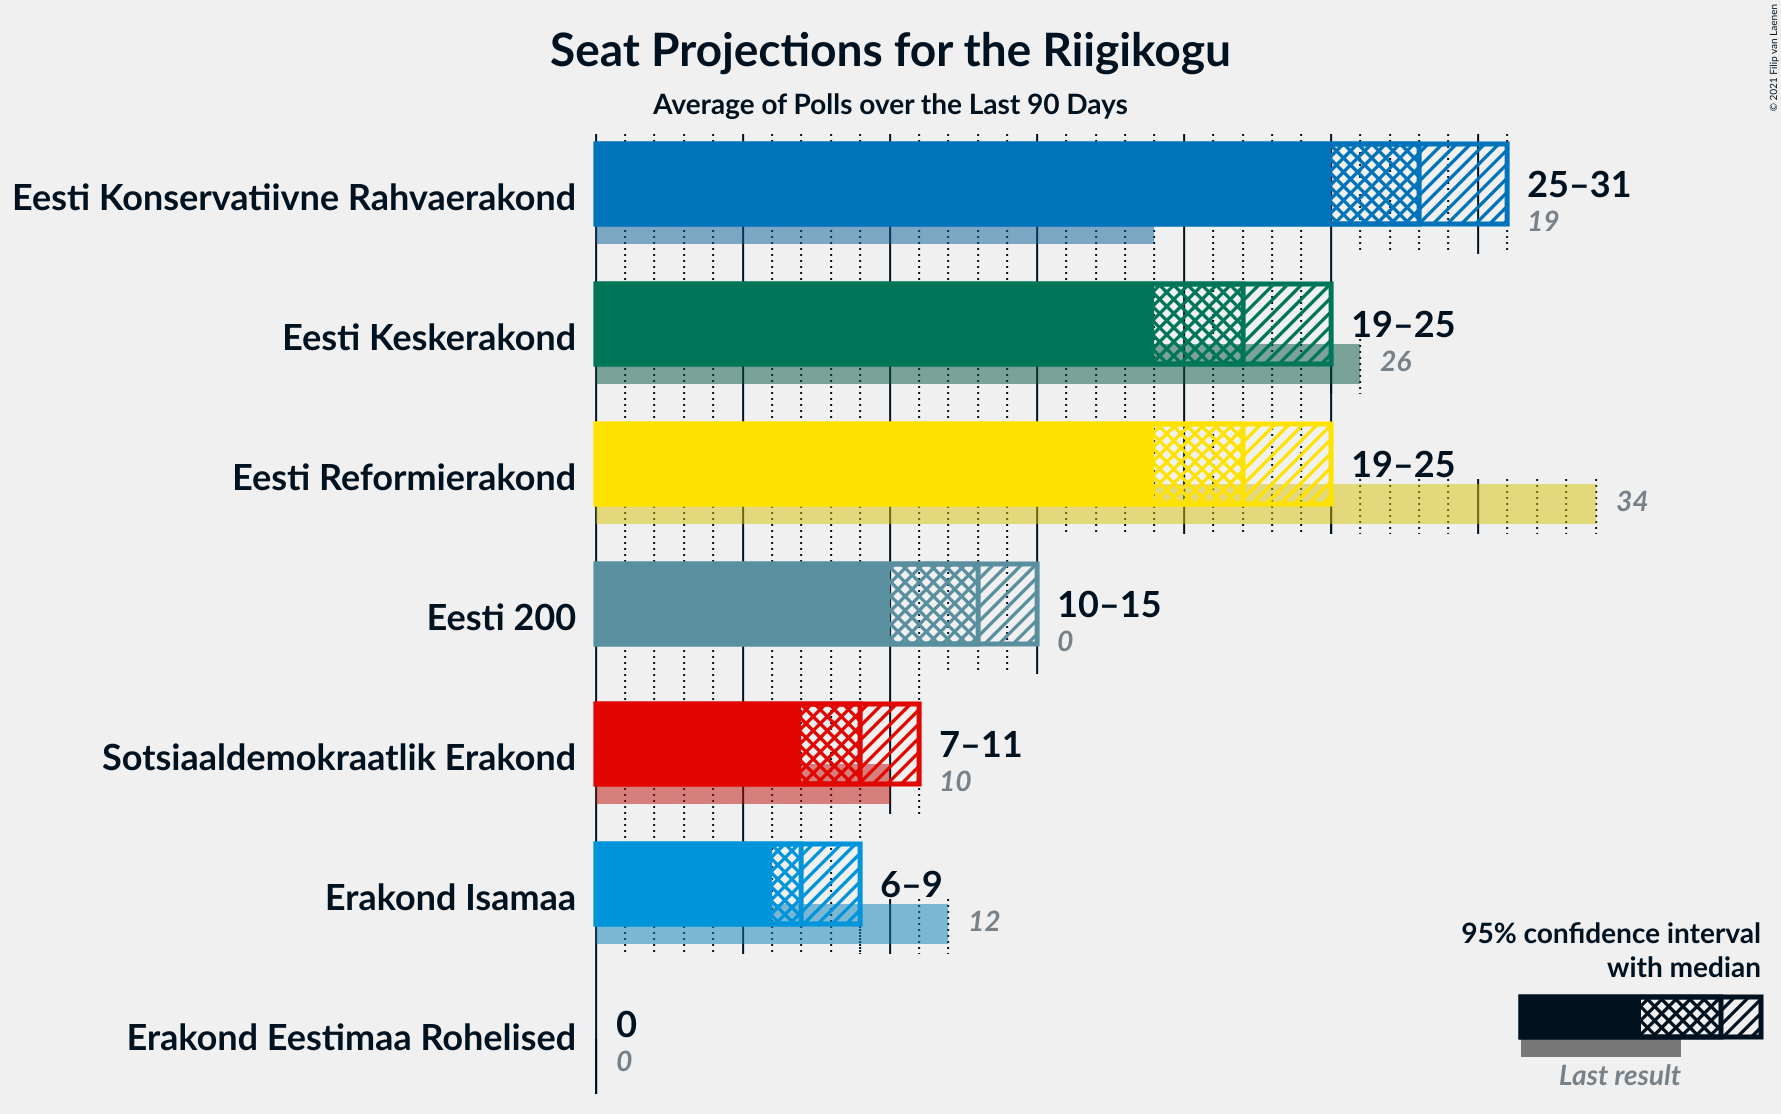 Seat Projections for the Riigikogu
Average of Polls over the Last 90 Days
© 2021 Filip van Laenen
Eesti Konservatiivne Rahvaerakond
25–31
19
Eesti Keskerakond
19–25
26
Eesti Reformierakond
19–25
34
Eesti 200
10–15
0
Sotsiaaldemokraatlik Erakond
7–11
10
Erakond Isamaa
6–9
12
Erakond Eestimaa Rohelised
0
0
95% confidence interval
with median
Last result